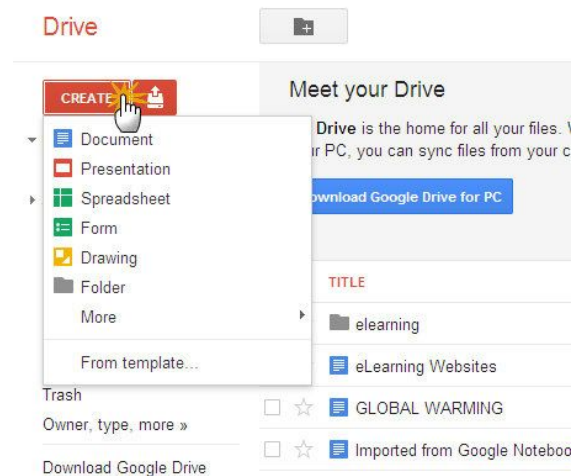 Drive
CREATE
Document
Presentation
Spreadsheet
Form
Drawing
Folder
More
From template...
Trash
Owner, type, more »
Download Google Drive
Meet your Drive
Drive is the home for all your files.
PC, you can sync files from your
Download Google Drive for PC
TITLE
elearning
eLearning Websites
GLOBAL WARMING
Imported from Google Noteboo